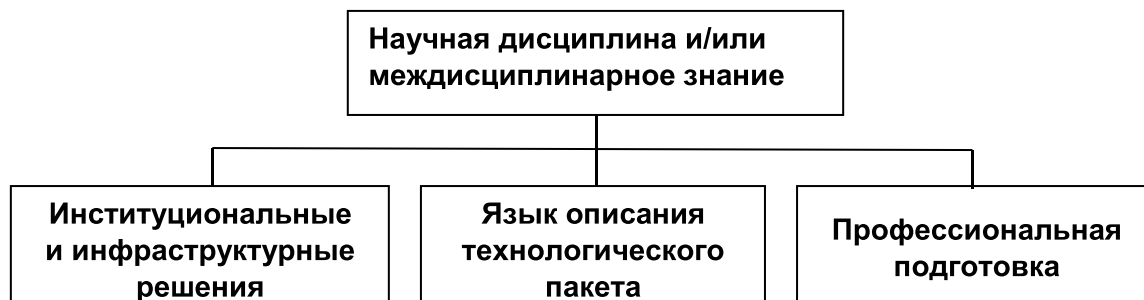 Научная дисциплина и/или
междисциплинарное знание
Институциональные
и инфраструктурные
решения
Язык описания
технологического
пакета
Профессиональная
подготовка